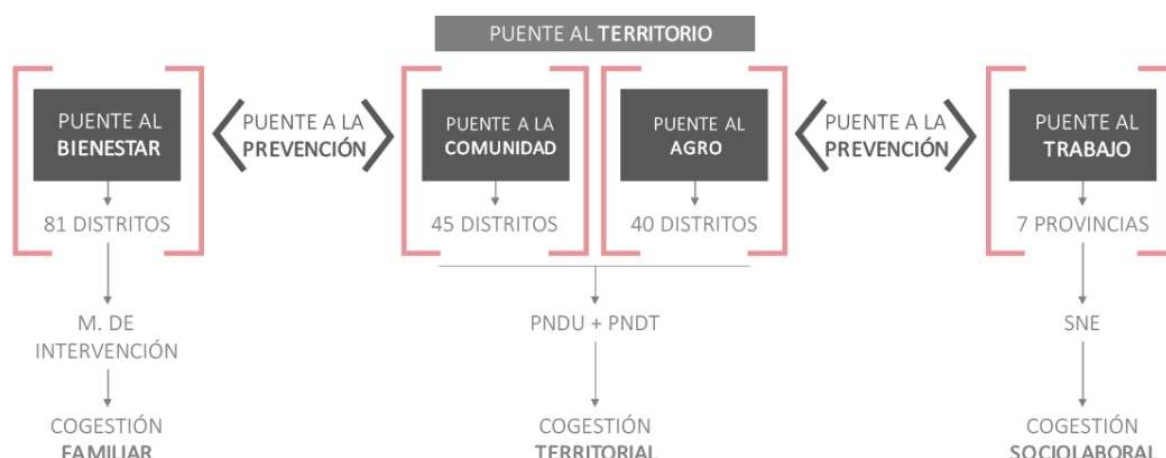 PUENTE AL TERRITORIO
PUENTE AL
BIENESTAR
81 DISTRITOS
M. DE
INTERVENCIÓN
COGESTIÓN
FAMILIAR
PUENTE A LA
PREVENCIÓN
PUENTE A LA
COMUNIDAD
45 DISTRITOS
PUENTE AL
AGRO
40 DISTRITOS
PNDU + PNDT
COGESTIÓN
TERRITORIAL
PUENTE A LA
PREVENCIÓN
PUENTE AL
TRABAJO
7 PROVINCIAS
SNE
COGESTIÓN
SOCIOLABORAL